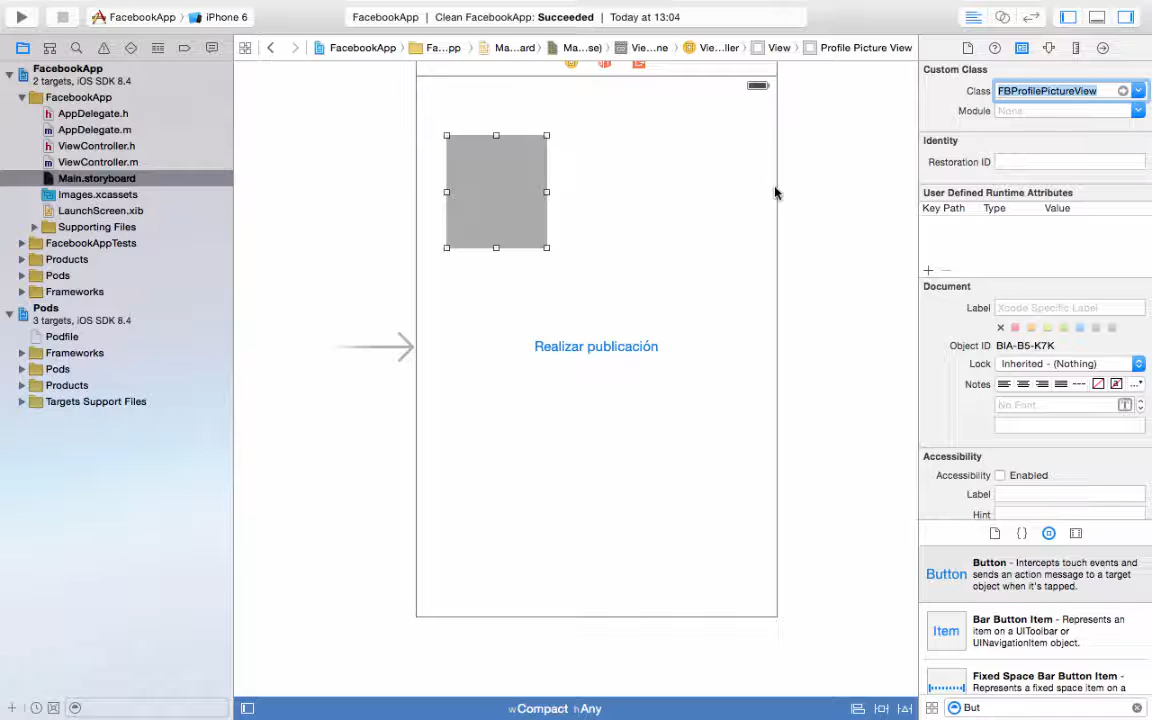 FacebookApp
iPhone 6
FacebookApp | Clean FacebookApp: Succeeded | Today at 13:04
FacebookApp
Fa...pp
Ma...ard
Ma...se)
Vie...ne
Vie...ller
View
Profile Picture View
FacebookApp
2 targets, iOS SDK 8.4
FacebookApp
AppDelegate.h
AppDelegate.m
ViewController.h
ViewController.m
Main.storyboard
Images.xcassets
LaunchScreen.xib
Supporting Files
FacebookAppTests
Products
Pods
Frameworks
Pods
3 targets, iOS SDK 8.4
Podfile
Frameworks
Pods
Products
Targets Support Files
Realizar publicación
wCompact hAny
Custom Class
Class FBProfilePictureView
Module None
Identity
Restoration ID
User Defined Runtime Attributes
Key Path Type Value
Document
Label Xcode Specific Label
Object ID BIA-B5-K7K
Lock Inherited - (Nothing)
Notes
No Font
Accessibility
Accessibility Enabled
Label
Hint
Button
Button - Intercepts touch events and
sends an action message to a target
object when it's tapped.
Item
Bar Button Item - Represents an
item on a UIToolbar or
UINavigationItem object.
Fixed Space Bar Button Item -
Represents a fixed space item on a
But